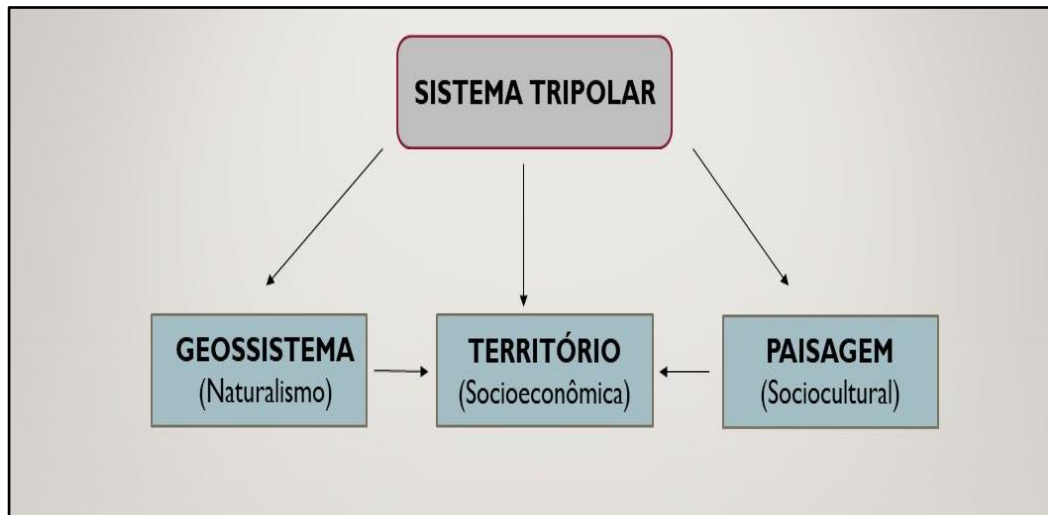 SISTEMA TRIPOLAR
GEOSSISTEMA
(Naturalismo)
TERRITÓRIO
(Socioeconômica)
PAISAGEM
(Sociocultural)